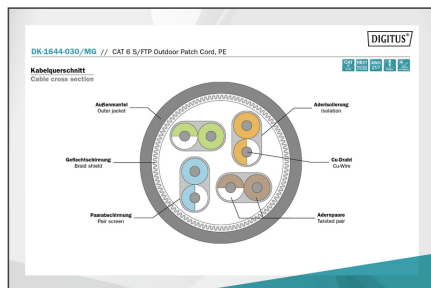 DIGITUS®
DK-1644-030/MG // CAT 6 S/FTP Outdoor Patch Cord, PE
Kabelquerschnitt
Cable cross section
Außenmantel
Outer jacket
Aderisolierung
Isolation
Geflechtschirmung
Braid shield
Cu-Draht
Cu-Wire
Paarabschirmung
Pair screen
Adernpaare
Twisted pair